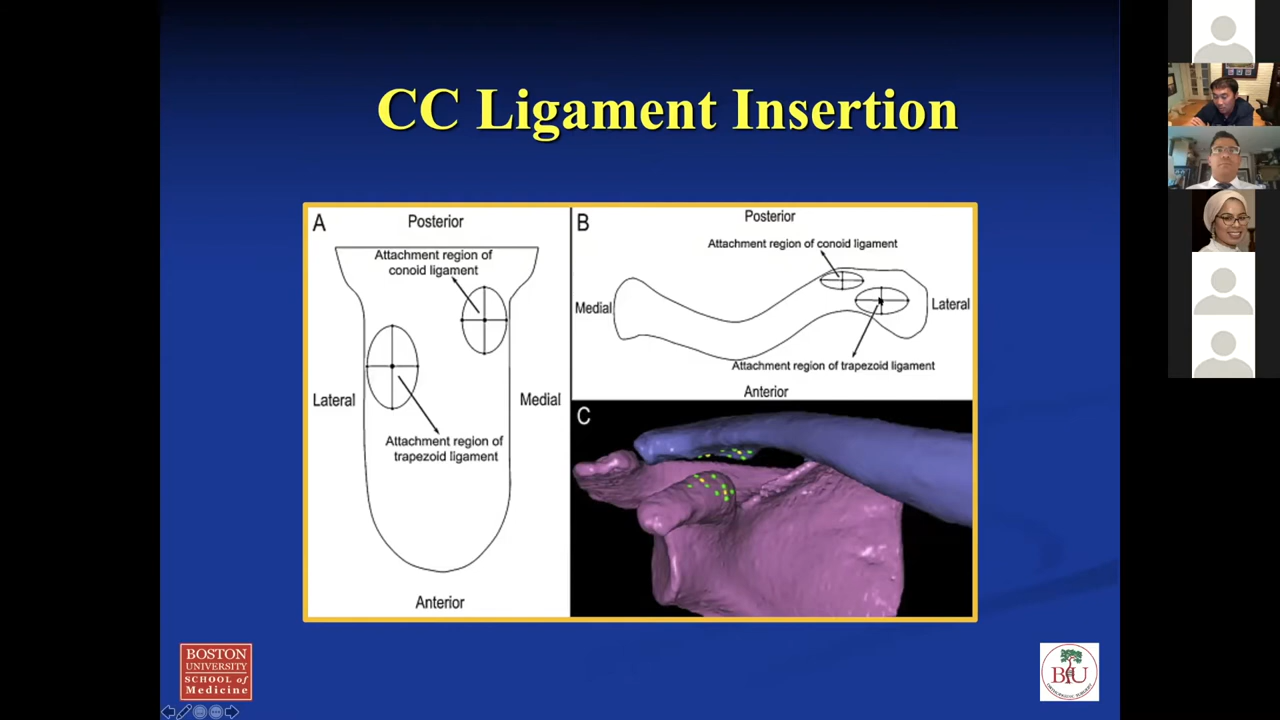 CC Ligament Insertion
A
Posterior
Attachment region of
conoid ligament
Lateral
Medial
Attachment region of
trapezoid ligament
Anterior
B
Posterior
Attachment region of conoid ligament
Medial
Lateral
Attachment region of trapezoid ligament
Anterior
C
BOSTON
UNIVERSITY
SCHOOL of
Medicine